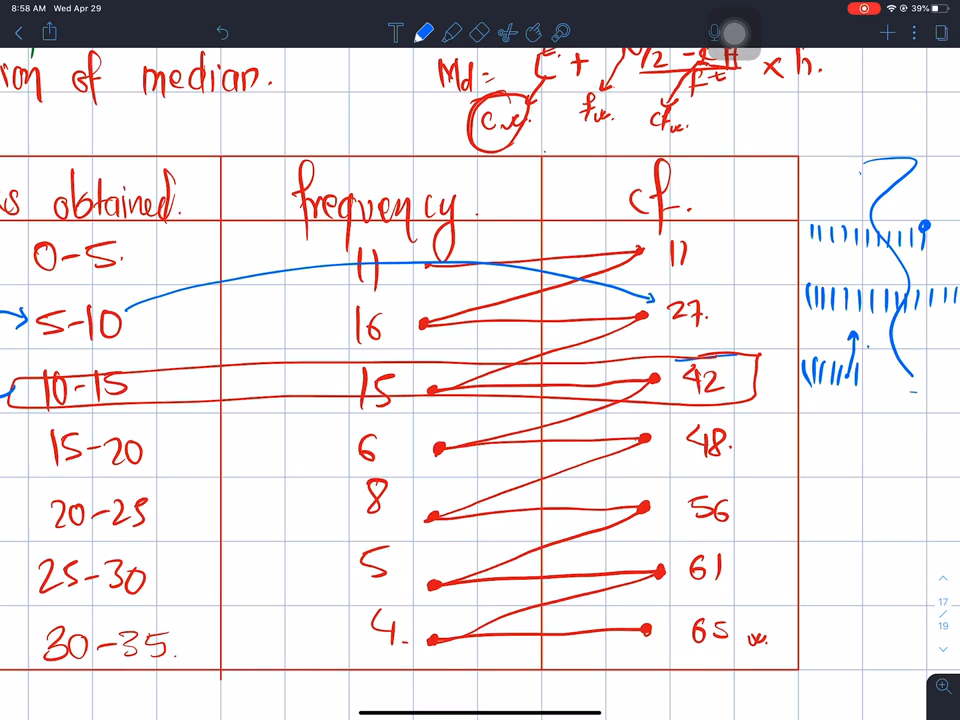 8:58 AM Wed Apr 29
39%
ion of median.
Md =
+
× h.
fw.
cfw.
s obtained.
frequency.
cf.
0-5.
11
11
5-10
16
27.
10-15
15
42
15-20
6
48.
20-25
8
56
25-30
5
61
30-35.
4.
65
17
/
19